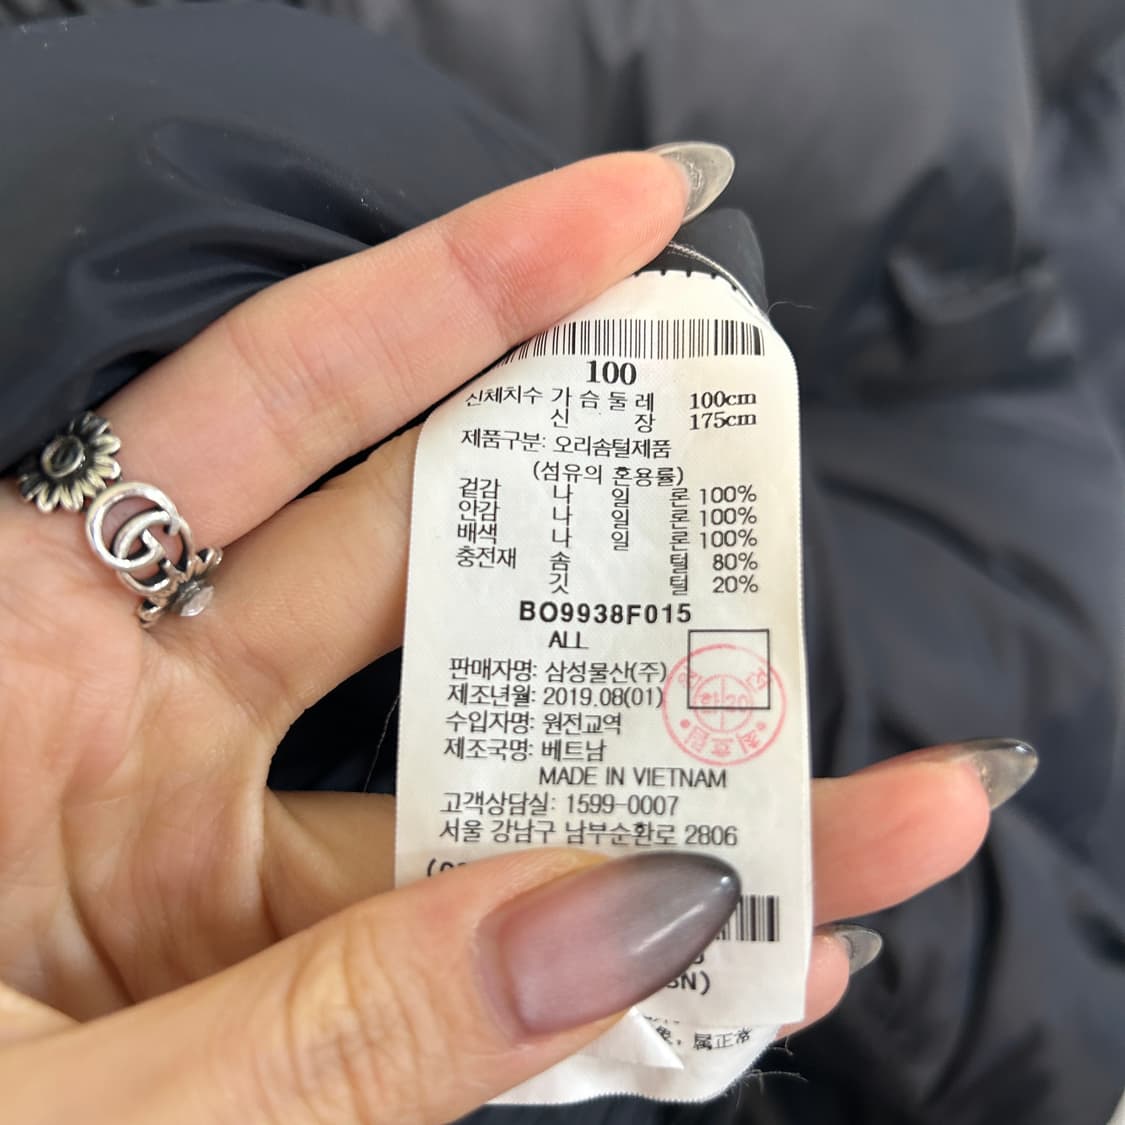 100
신체치수 가슴둘레 100cm
신 장 175cm
제품구분: 오리솜털제품
(섬유의 혼용률)
겉감 나 일 론 100%
안감 나 일 론 100%
배색 나 일 론 100%
충전재 솜 털 80%
깃 털 20%
BO9938F015
ALL
판매자명: 삼성물산(주)
제조년월: 2019.08(01)
수입자명: 원전교역
제조국명: 베트남
MADE IN VIETNAM
고객상담실: 1599-0007
서울 강남구 남부순환로 2806
属正常